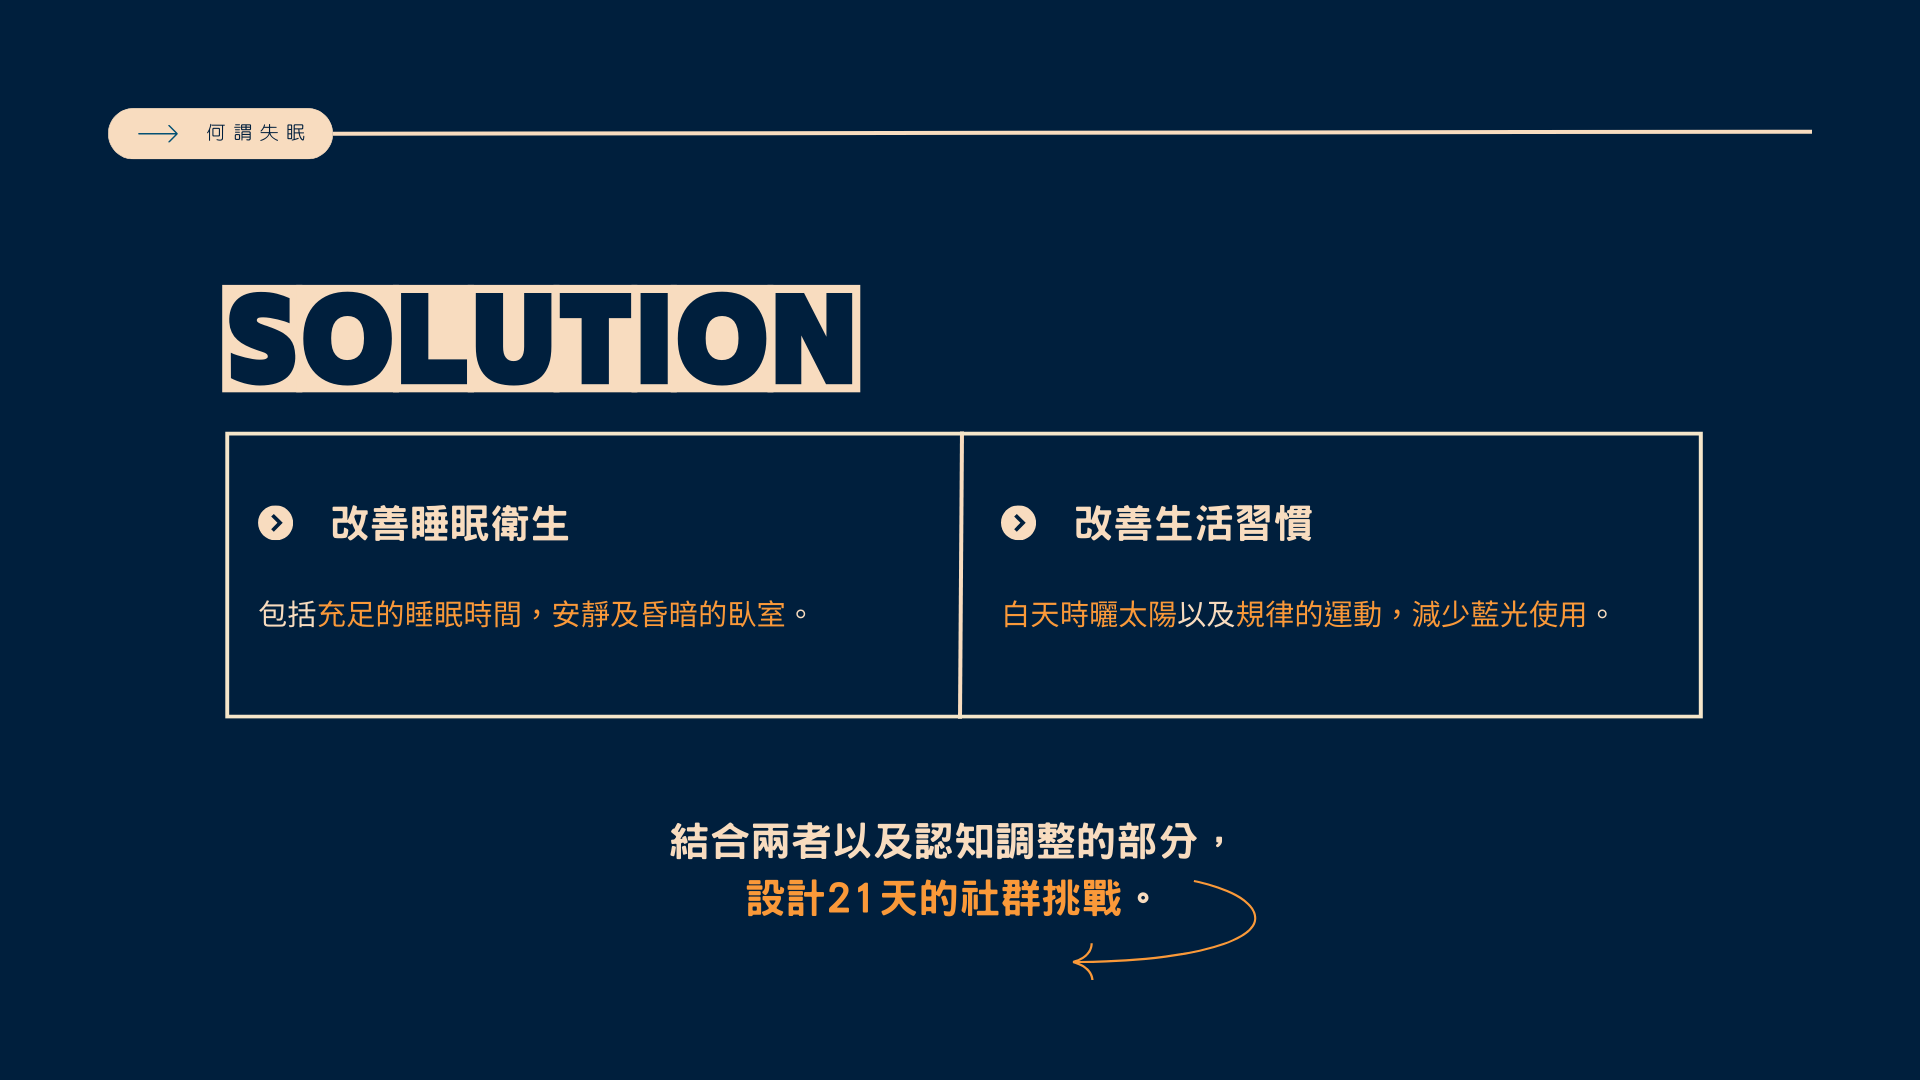 何謂失眠
SOLUTION
改善睡眠衛生
包括充足的睡眠時間，安靜及昏暗的臥室。
改善生活習慣
白天時曬太陽以及規律的運動，減少藍光使用。
結合兩者以及認知調整的部分，
設計21天的社群挑戰。